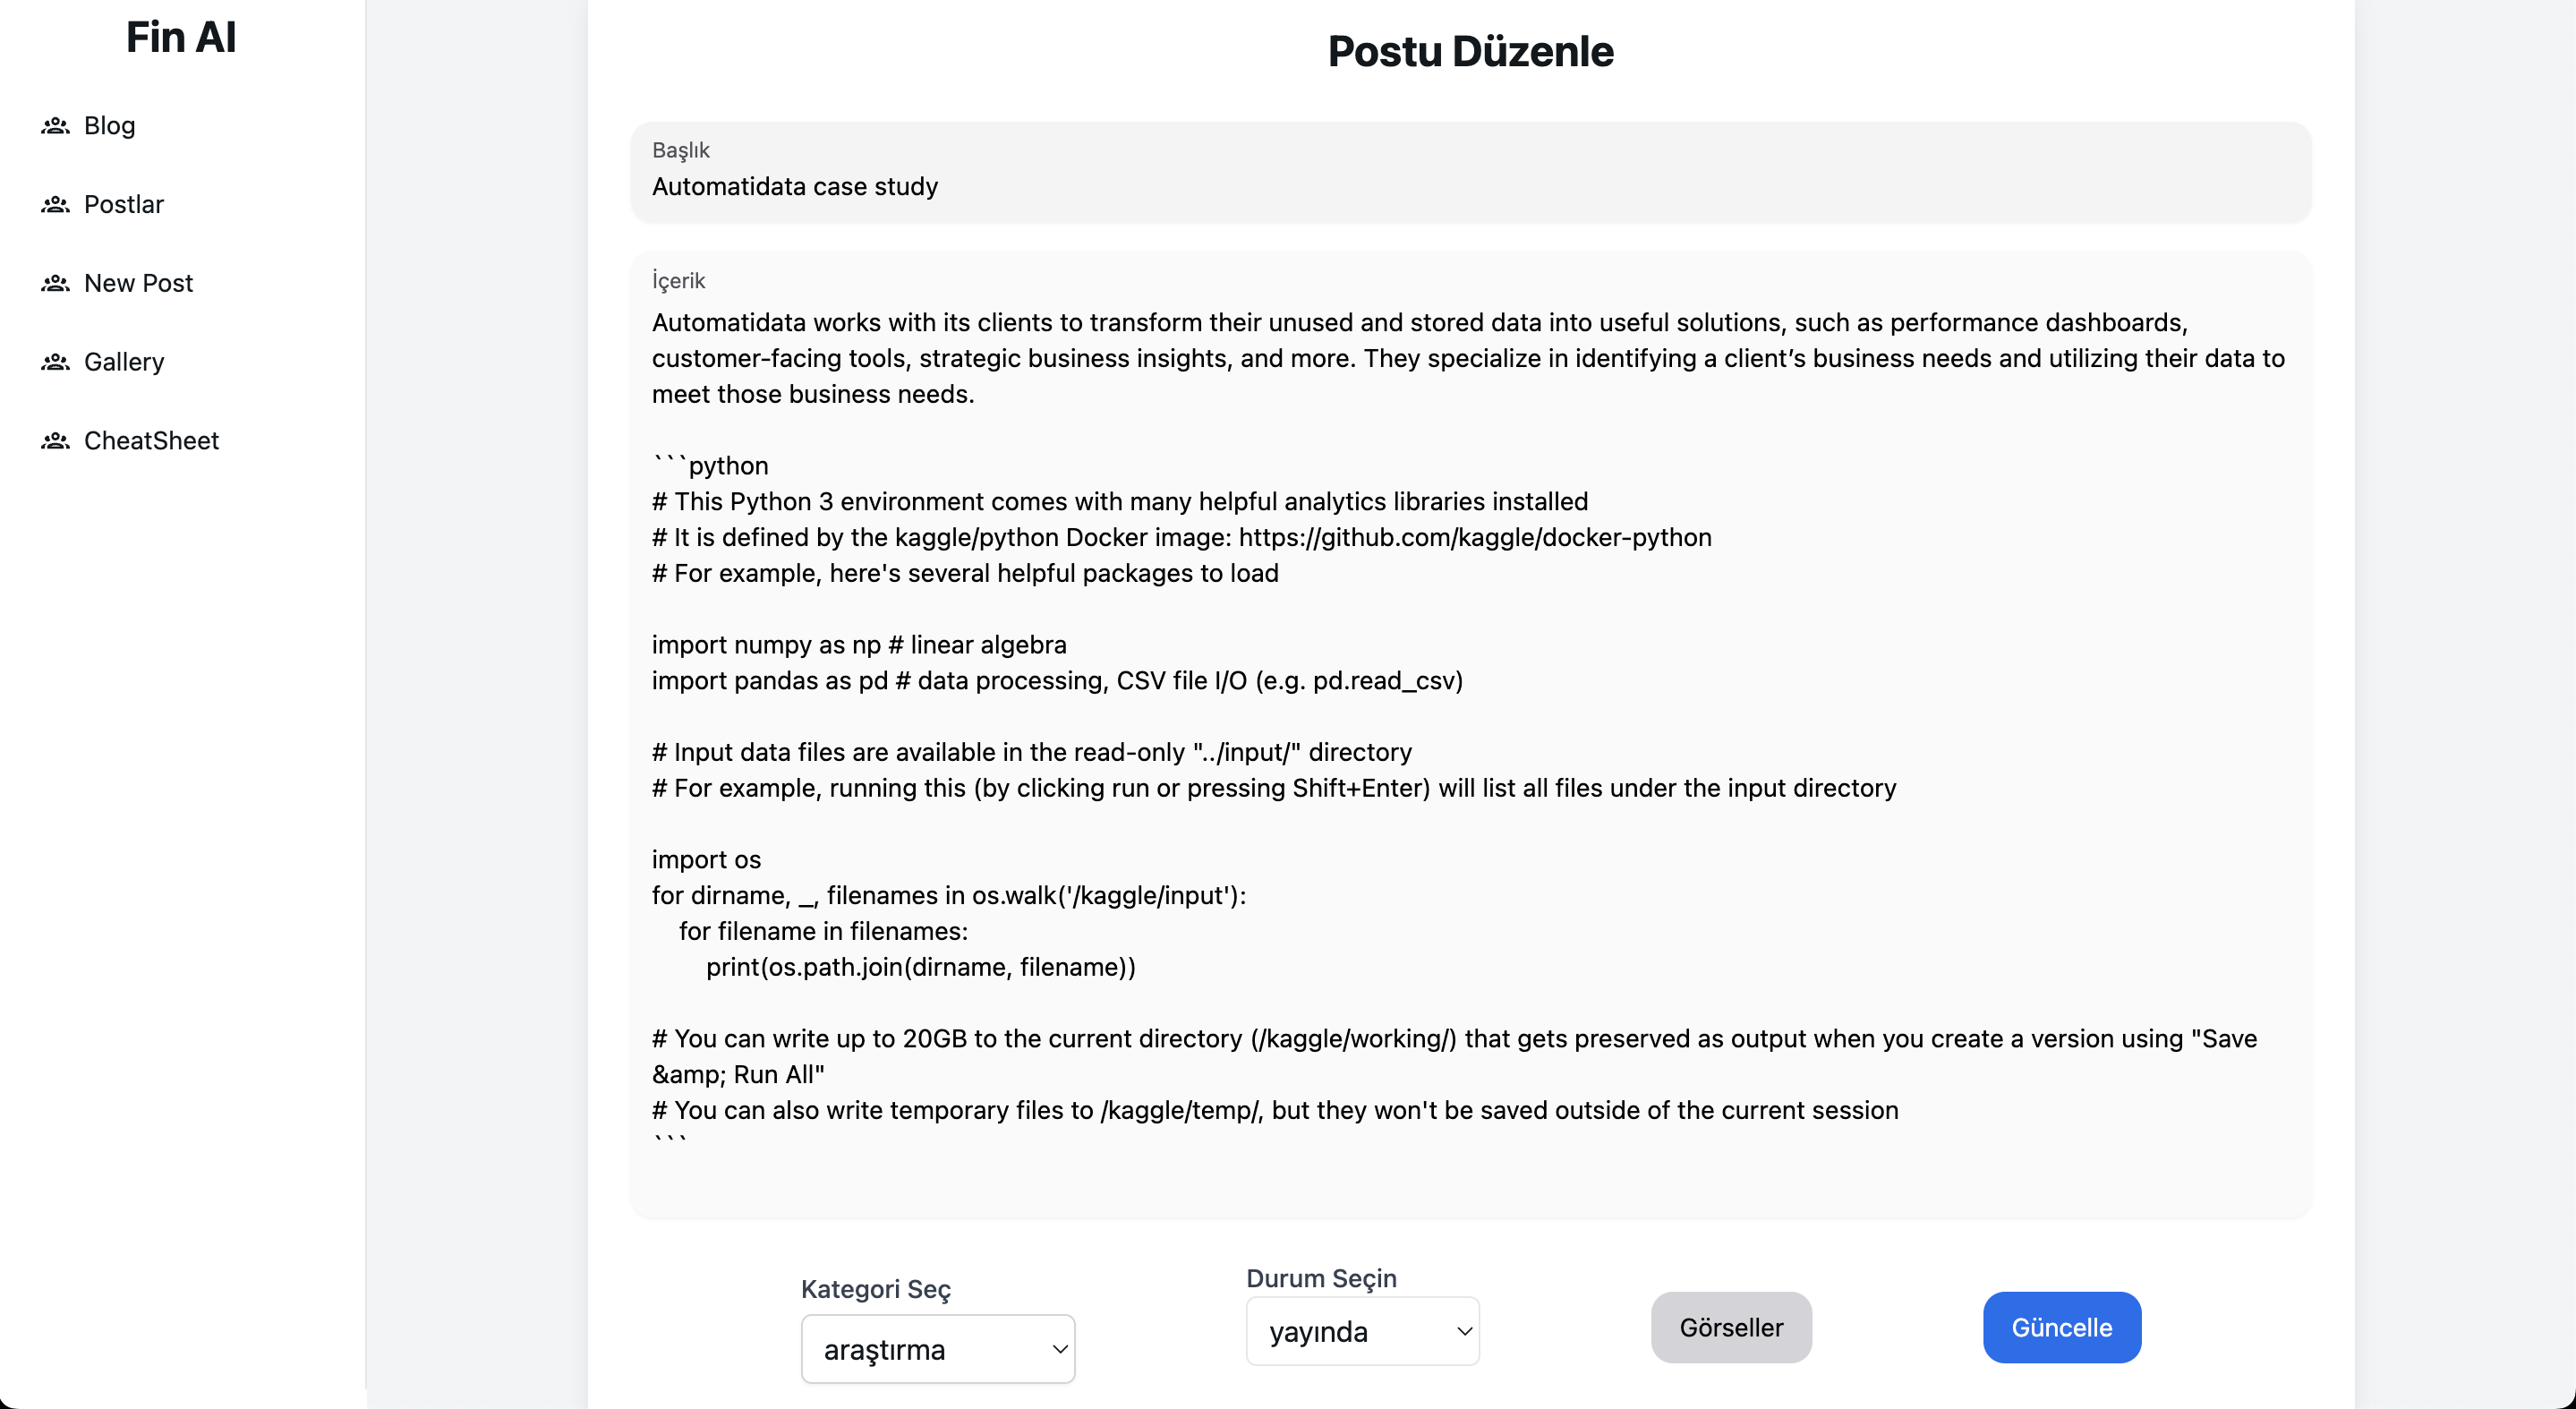 Fin AI
Blog
Postlar
New Post
Gallery
CheatSheet
Postu Düzenle
Başlık
Automatidata case study
İçerik
Automatidata works with its clients to transform their unused and stored data into useful solutions, such as performance dashboards,
customer-facing tools, strategic business insights, and more. They specialize in identifying a client’s business needs and utilizing their data to
meet those business needs.
```python
# This Python 3 environment comes with many helpful analytics libraries installed
# It is defined by the kaggle/python Docker image: https://github.com/kaggle/docker-python
# For example, here's several helpful packages to load
import numpy as np # linear algebra
import pandas as pd # data processing, CSV file I/O (e.g. pd.read_csv)
# Input data files are available in the read-only "../input/" directory
# For example, running this (by clicking run or pressing Shift+Enter) will list all files under the input directory
import os
for dirname, _, filenames in os.walk('/kaggle/input'):
    for filename in filenames:
        print(os.path.join(dirname, filename))
# You can write up to 20GB to the current directory (/kaggle/working/) that gets preserved as output when you create a version using "Save
&amp; Run All"
# You can also write temporary files to /kaggle/temp/, but they won't be saved outside of the current session
```
Kategori Seç
araştırma
Durum Seçin
yayında
Görseller
Güncelle